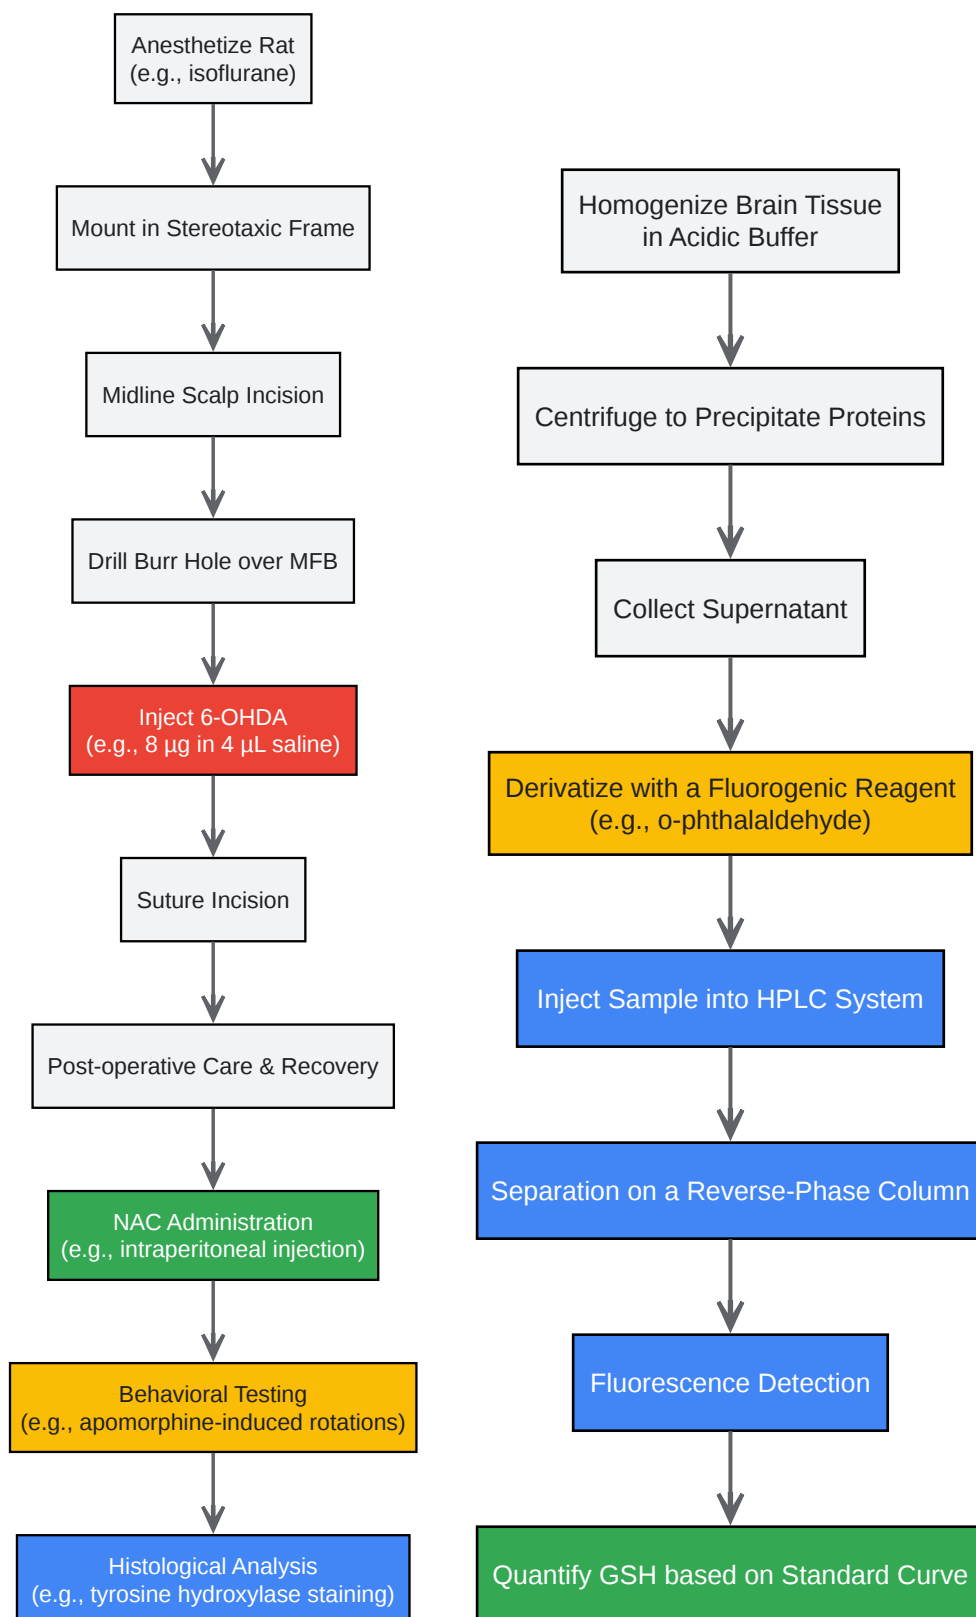 Anesthetize Rat
(e.g., isoflurane)
Mount in Stereotaxic Frame
Midline Scalp Incision
Drill Burr Hole over MFB
Inject 6-OHDA
(e.g., 8 µg in 4 µL saline)
Suture Incision
Post-operative Care & Recovery
NAC Administration
(e.g., intraperitoneal injection)
Behavioral Testing
(e.g., apomorphine-induced rotations)
Histological Analysis
(e.g., tyrosine hydroxylase staining)
Homogenize Brain Tissue
in Acidic Buffer
Centrifuge to Precipitate Proteins
Collect Supernatant
Derivatize with a Fluorogenic Reagent
(e.g., o-phthalaldehyde)
Inject Sample into HPLC System
Separation on a Reverse-Phase Column
Fluorescence Detection
Quantify GSH based on Standard Curve